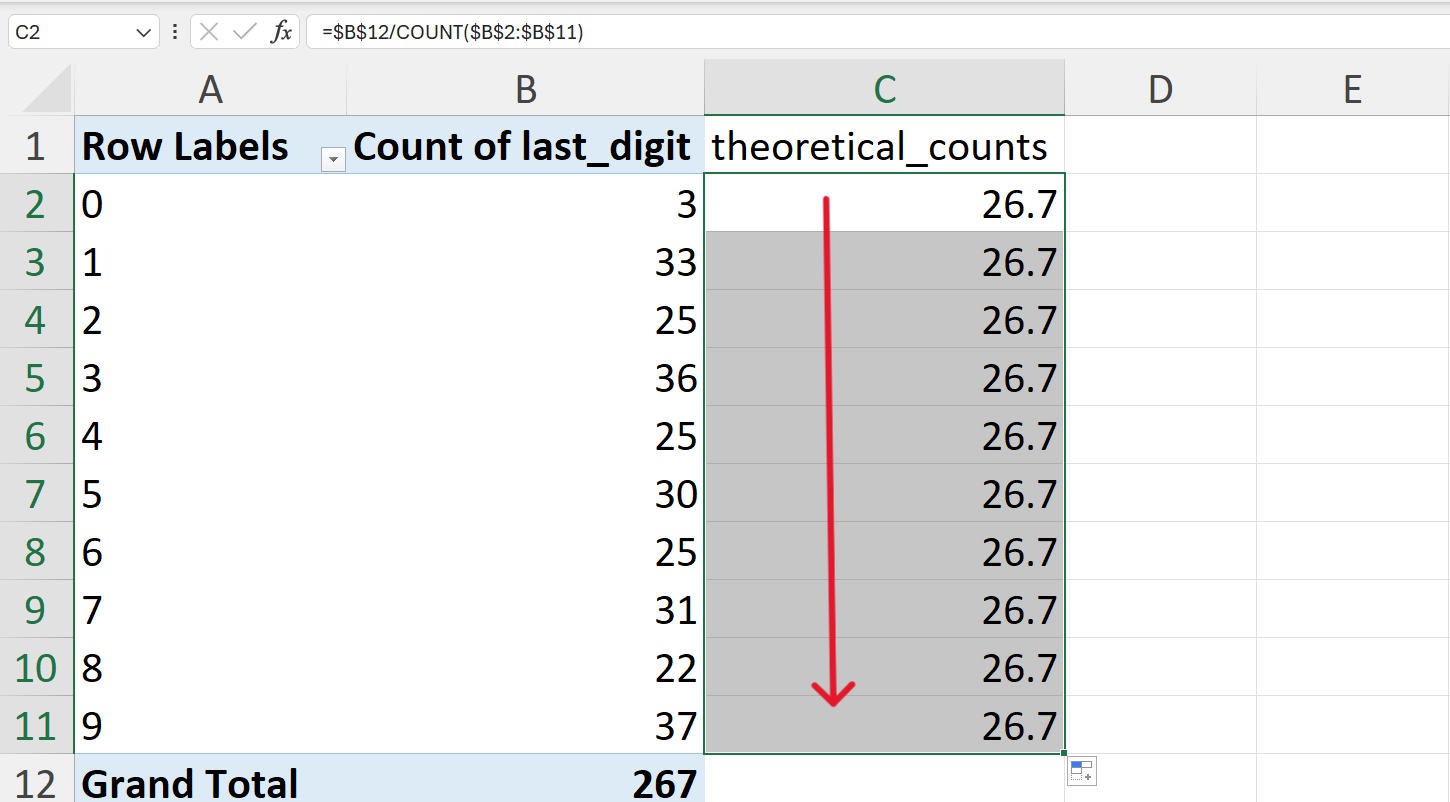 C2 fx =$B$12/COUNT($B$2:$B$11)
A B C D E
1 Row Labels Count of last_digit theoretical_counts
2 0 3 26.7
3 1 33 26.7
4 2 25 26.7
5 3 36 26.7
6 4 25 26.7
7 5 30 26.7
8 6 25 26.7
9 7 31 26.7
10 8 22 26.7
11 9 37 26.7
12 Grand Total 267